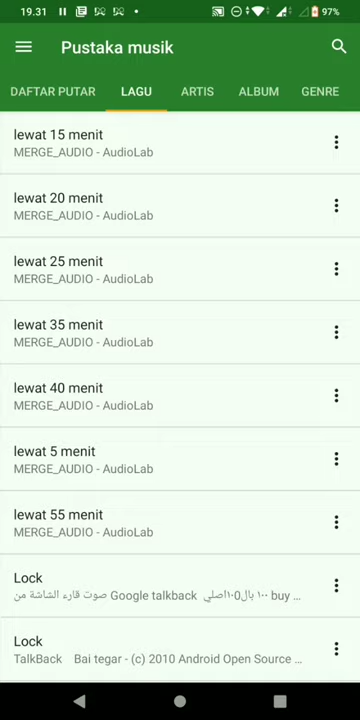 19.31
97%
Pustaka musik
DAFTAR PUTAR LAGU ARTIS ALBUM GENRE
lewat 15 menit
MERGE_AUDIO - AudioLab
lewat 20 menit
MERGE_AUDIO - AudioLab
lewat 25 menit
MERGE_AUDIO - AudioLab
lewat 35 menit
MERGE_AUDIO - AudioLab
lewat 40 menit
MERGE_AUDIO - AudioLab
lewat 5 menit
MERGE_AUDIO - AudioLab
lewat 55 menit
MERGE_AUDIO - AudioLab
Lock
صوت قارء الشاشة من Google talkback اصلي١٠٠ بال١٠٠ buy ...
Lock
TalkBack Bai tegar - (c) 2010 Android Open Source ...